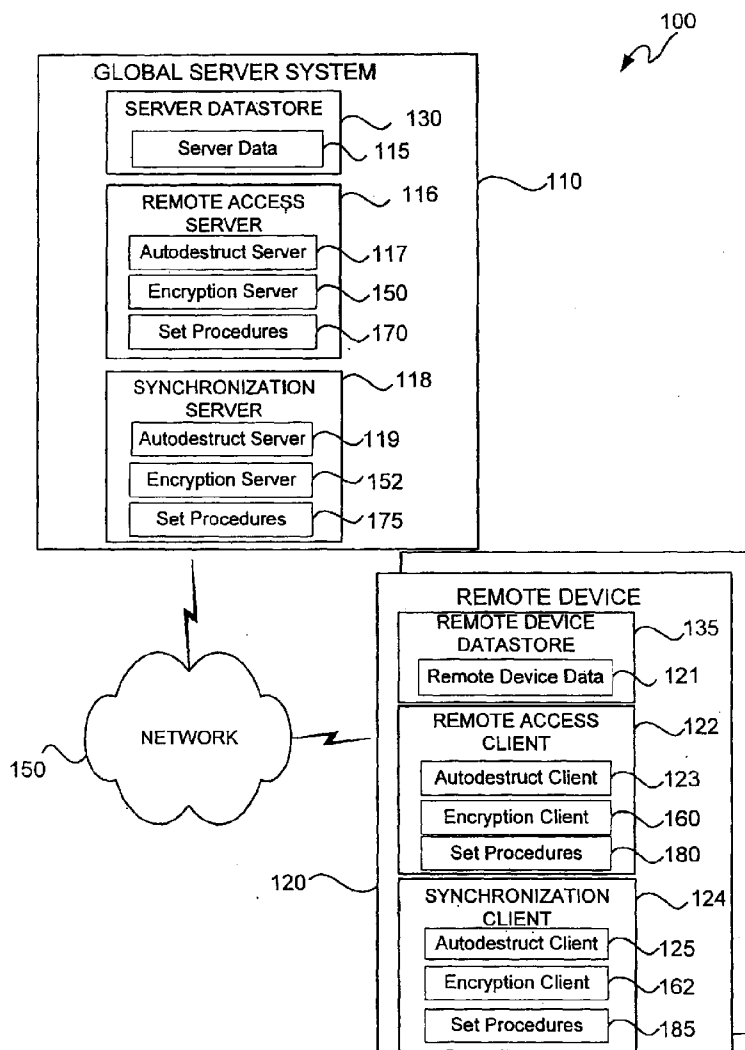 100
GLOBAL SERVER SYSTEM
SERVER DATASTORE
130
Server Data
115
110
REMOTE ACCESS
SERVER
116
Autodestruct Server
117
Encryption Server
150
Set Procedures
170
SYNCHRONIZATION
SERVER
118
Autodestruct Server
119
Encryption Server
152
Set Procedures
175
NETWORK
150
REMOTE DEVICE
REMOTE DEVICE
DATASTORE
135
Remote Device Data
121
REMOTE ACCESS
CLIENT
122
Autodestruct Client
123
Encryption Client
160
Set Procedures
180
120
SYNCHRONIZATION
CLIENT
124
Autodestruct Client
125
Encryption Client
162
Set Procedures
185